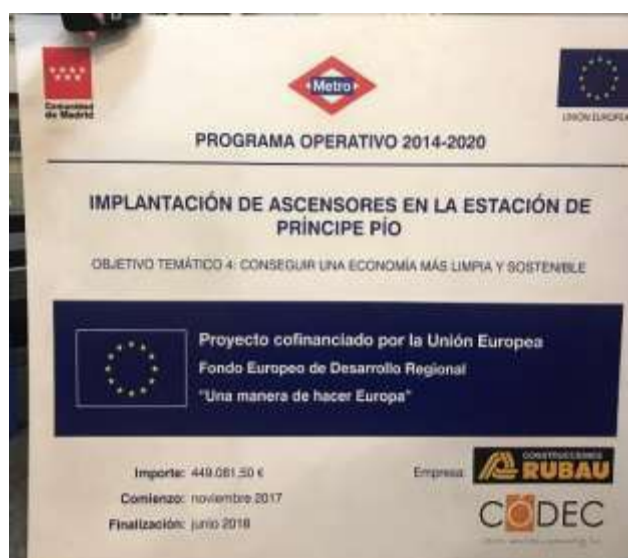 Comunidad
de Madrid
Metro
UNIÓN EUROPEA
PROGRAMA OPERATIVO 2014-2020
IMPLANTACIÓN DE ASCENSORES EN LA ESTACIÓN DE
PRÍNCIPE PÍO
OBJETIVO TEMÁTICO 4: CONSEGUIR UNA ECONOMÍA MÁS LIMPIA Y SOSTENIBLE
Proyecto cofinanciado por la Unión Europea
Fondo Europeo de Desarrollo Regional
"Una manera de hacer Europa"
Importe: 449.081,50 €
Comienzo: noviembre 2017
Finalización: junio 2018
Empresa:
CONSTRUCCIONES
RUBAU
CODEC